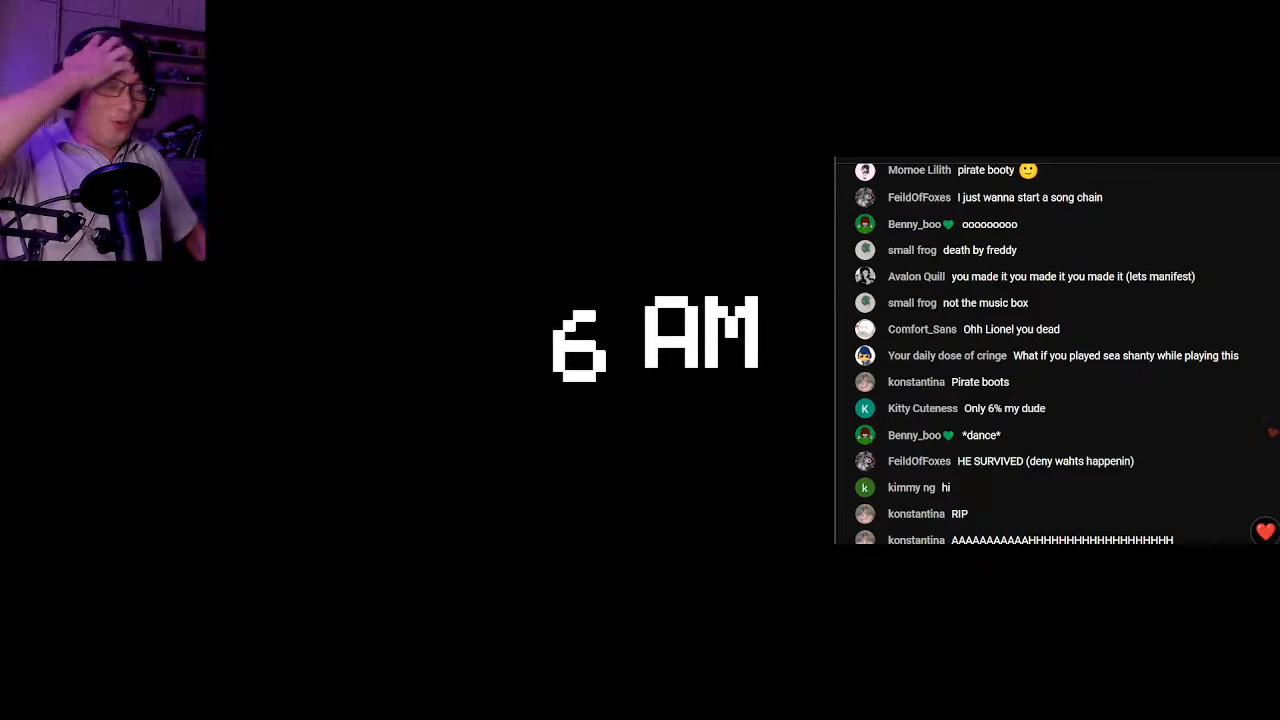 Momoe Lilith pirate booty 🙂
FeildOfFoxes I just wanna start a song chain
Benny_boo💚 ooooooooo
small frog death by freddy
Avalon Quill you made it you made it you made it (lets manifest)
small frog not the music box
6 AM
Comfort_Sans Ohh Lionel you dead
Your daily dose of cringe What if you played sea shanty while playing this
konstantina Pirate boots
K Kitty Cuteness Only 6% my dude
Benny_boo💚 *dance*
FeildOfFoxes HE SURVIVED (deny wahts happenin)
k kimmy ng hi
konstantina RIP
konstantina AAAAAAAAAAAHHHHHHHHHHHHHHHHHHH